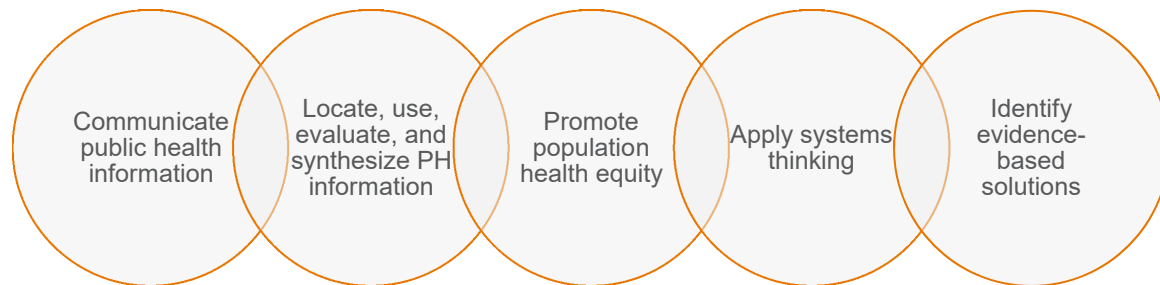 Communicate
public health
information
Locate, use,
evaluate, and
synthesize PH
information
Promote
population
health equity
Apply systems
thinking
Identify
evidence-
based
solutions